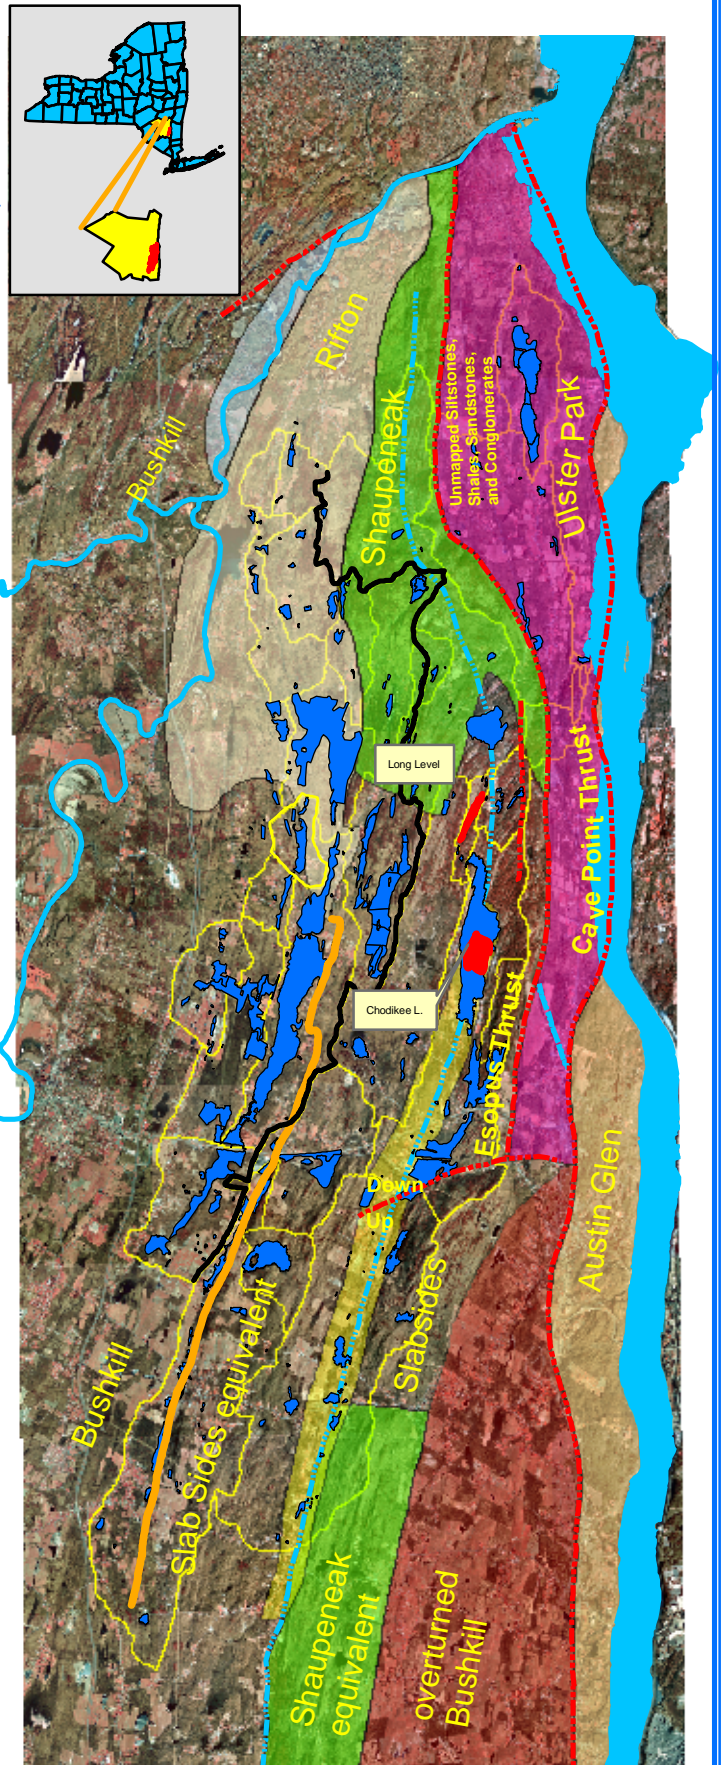 Rifton
Bushkill
Shaupeneak
Unmapped Siltstones,
Shales, Sandstones,
and Conglomerates
Ulster Park
Long Level
Cave Point Thrust
Chodikee L.
Esopus Thrust
Down
Up
Austin Glen
Slabsides
Bushkill
Slab Sides equivalent
Shaupeneak
equivalent
overturned
Bushkill